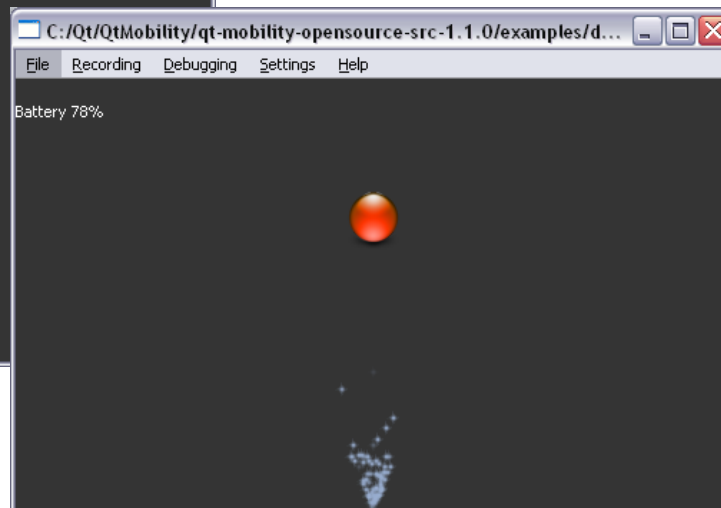 C:/Qt/QtMobility/qt-mobility-opensource-src-1.1.0/examples/d...
File Recording Debugging Settings Help
Battery 78%